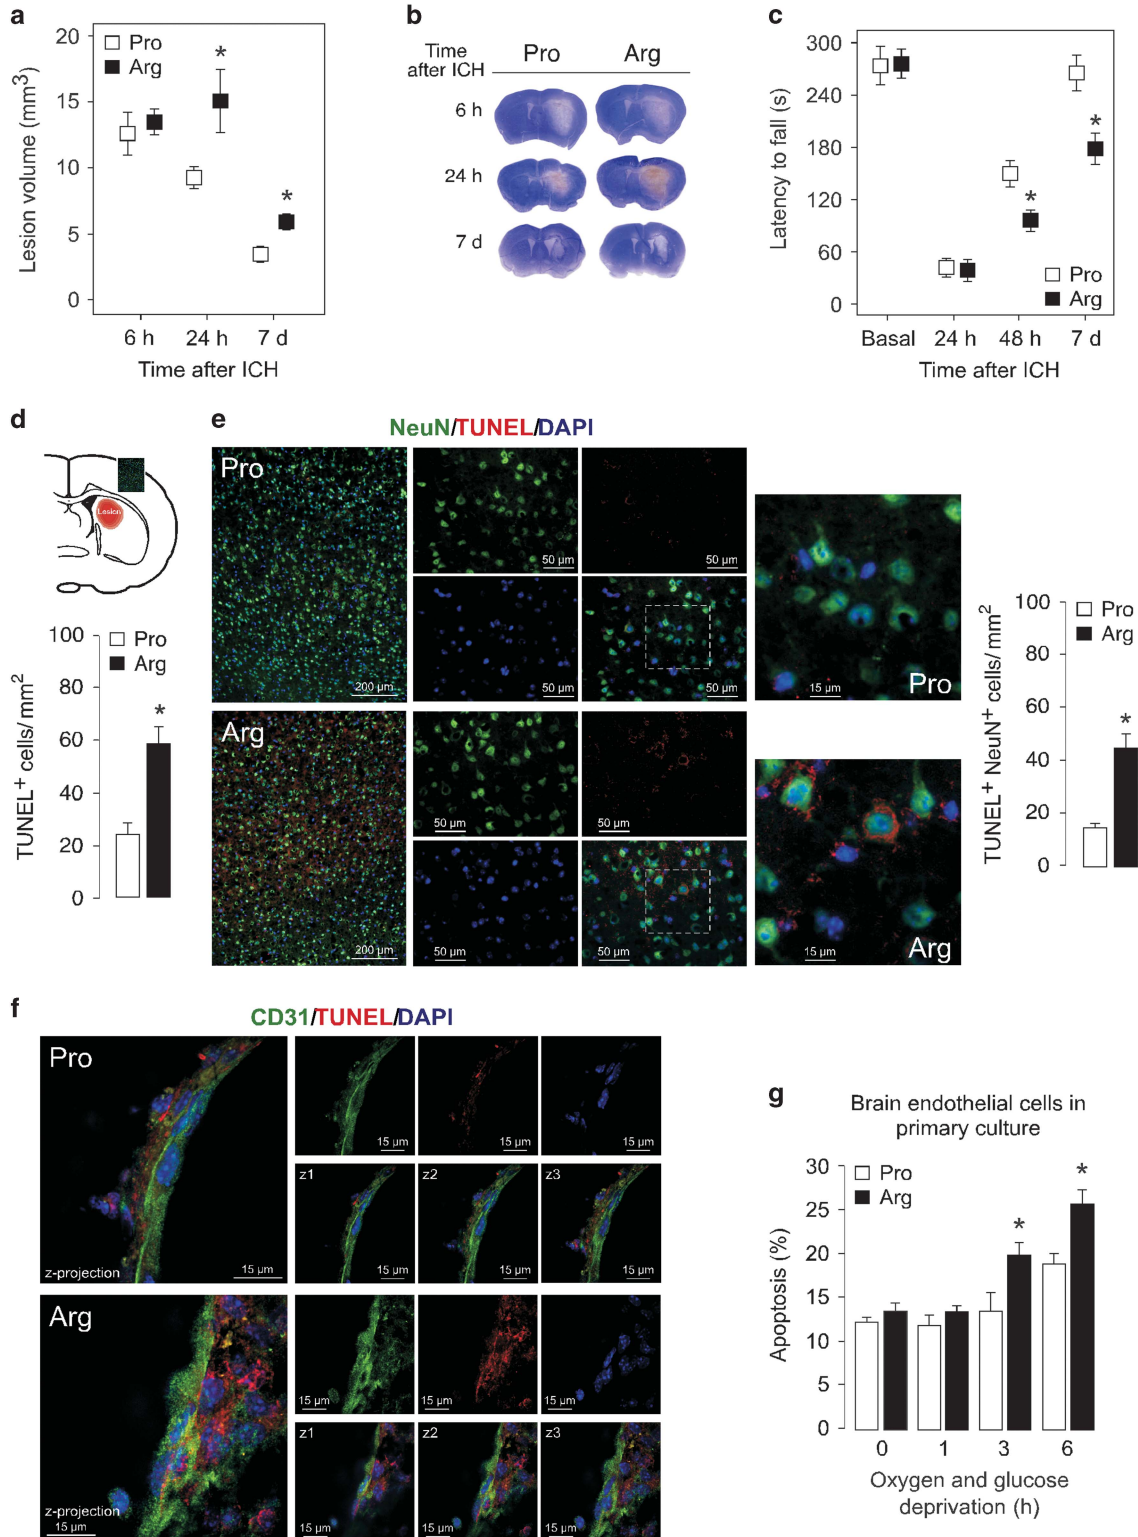 a
20
15
10
5
0
Lesion volume (mm3)
Pro
Arg
*
*
6 h
24 h
7 d
Time after ICH
b
Time after ICH
Pro
Arg
6 h
24 h
7 d
c
300
240
180
120
60
0
Latency to fall (s)
*
*
Pro
Arg
Basal
24 h
48 h
7 d
Time after ICH
d
Lesion
100
80
60
40
20
0
TUNEL+ cells/mm2
Pro
Arg
*
e
NeuN/TUNEL/DAPI
Pro
200 µm
50 µm
50 µm
50 µm
50 µm
15 µm
Pro
Arg
200 µm
50 µm
50 µm
50 µm
50 µm
15 µm
Arg
100
80
60
40
20
0
TUNEL+ NeuN+ cells/mm2
Pro
Arg
*
f
CD31/TUNEL/DAPI
Pro
z-projection
15 µm
15 µm
15 µm
15 µm
z1
15 µm
z2
15 µm
z3
15 µm
Arg
z-projection
15 µm
15 µm
15 µm
15 µm
z1
15 µm
z2
15 µm
z3
15 µm
g
Brain endothelial cells in
primary culture
30
25
20
15
10
5
0
Apoptosis (%)
Pro
Arg
*
*
0
1
3
6
Oxygen and glucose
deprivation (h)